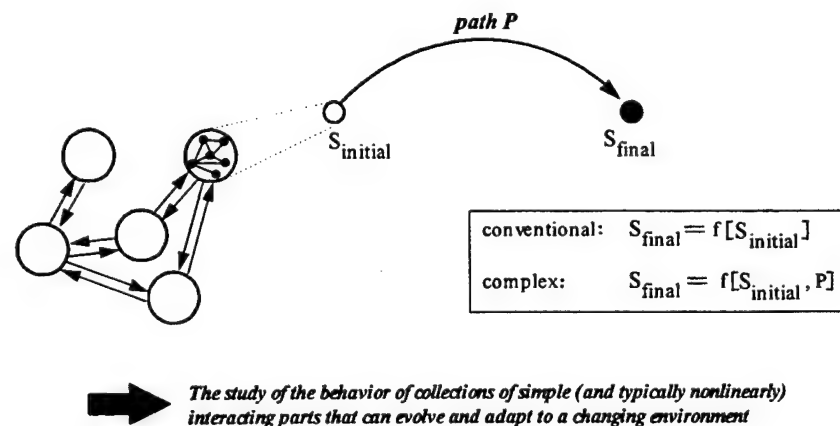 path P
S_initial
S_final
conventional: S_final = f[S_initial]
complex: S_final = f[S_initial, P]
The study of the behavior of collections of simple (and typically nonlinearly)
interacting parts that can evolve and adapt to a changing environment